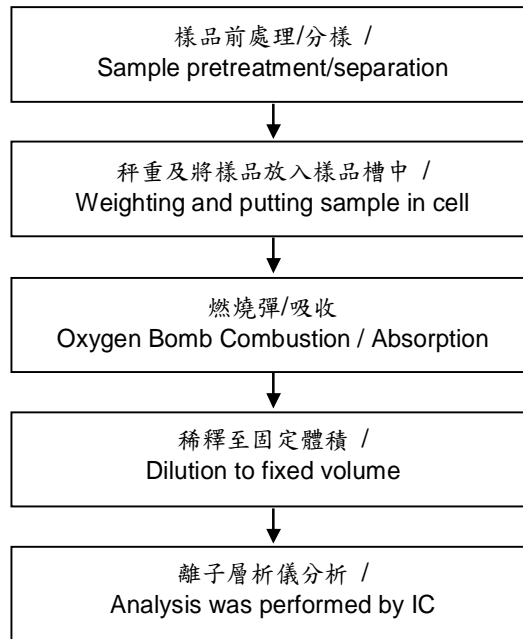 樣品前處理/分樣 /
Sample pretreatment/separation
秤重及將樣品放入樣品槽中 /
Weighting and putting sample in cell
燃燒彈/吸收
Oxygen Bomb Combustion / Absorption
稀釋至固定體積 /
Dilution to fixed volume
離子層析儀分析 /
Analysis was performed by IC